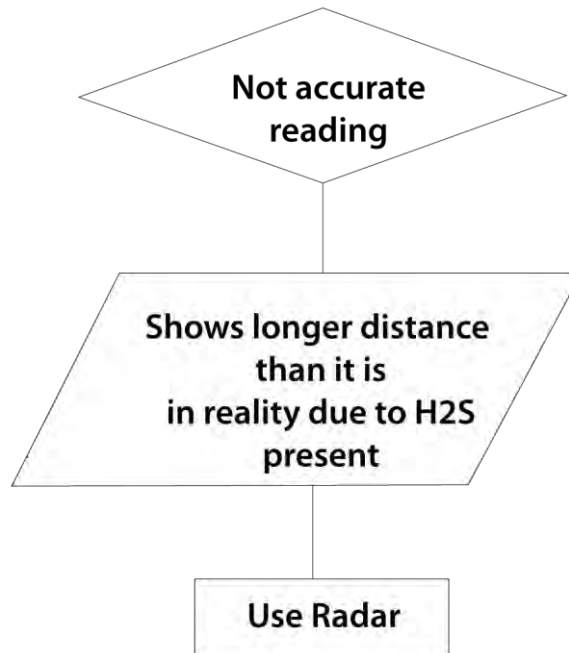 Not accurate
reading
Shows longer distance
than it is
in reality due to H2S
present
Use Radar